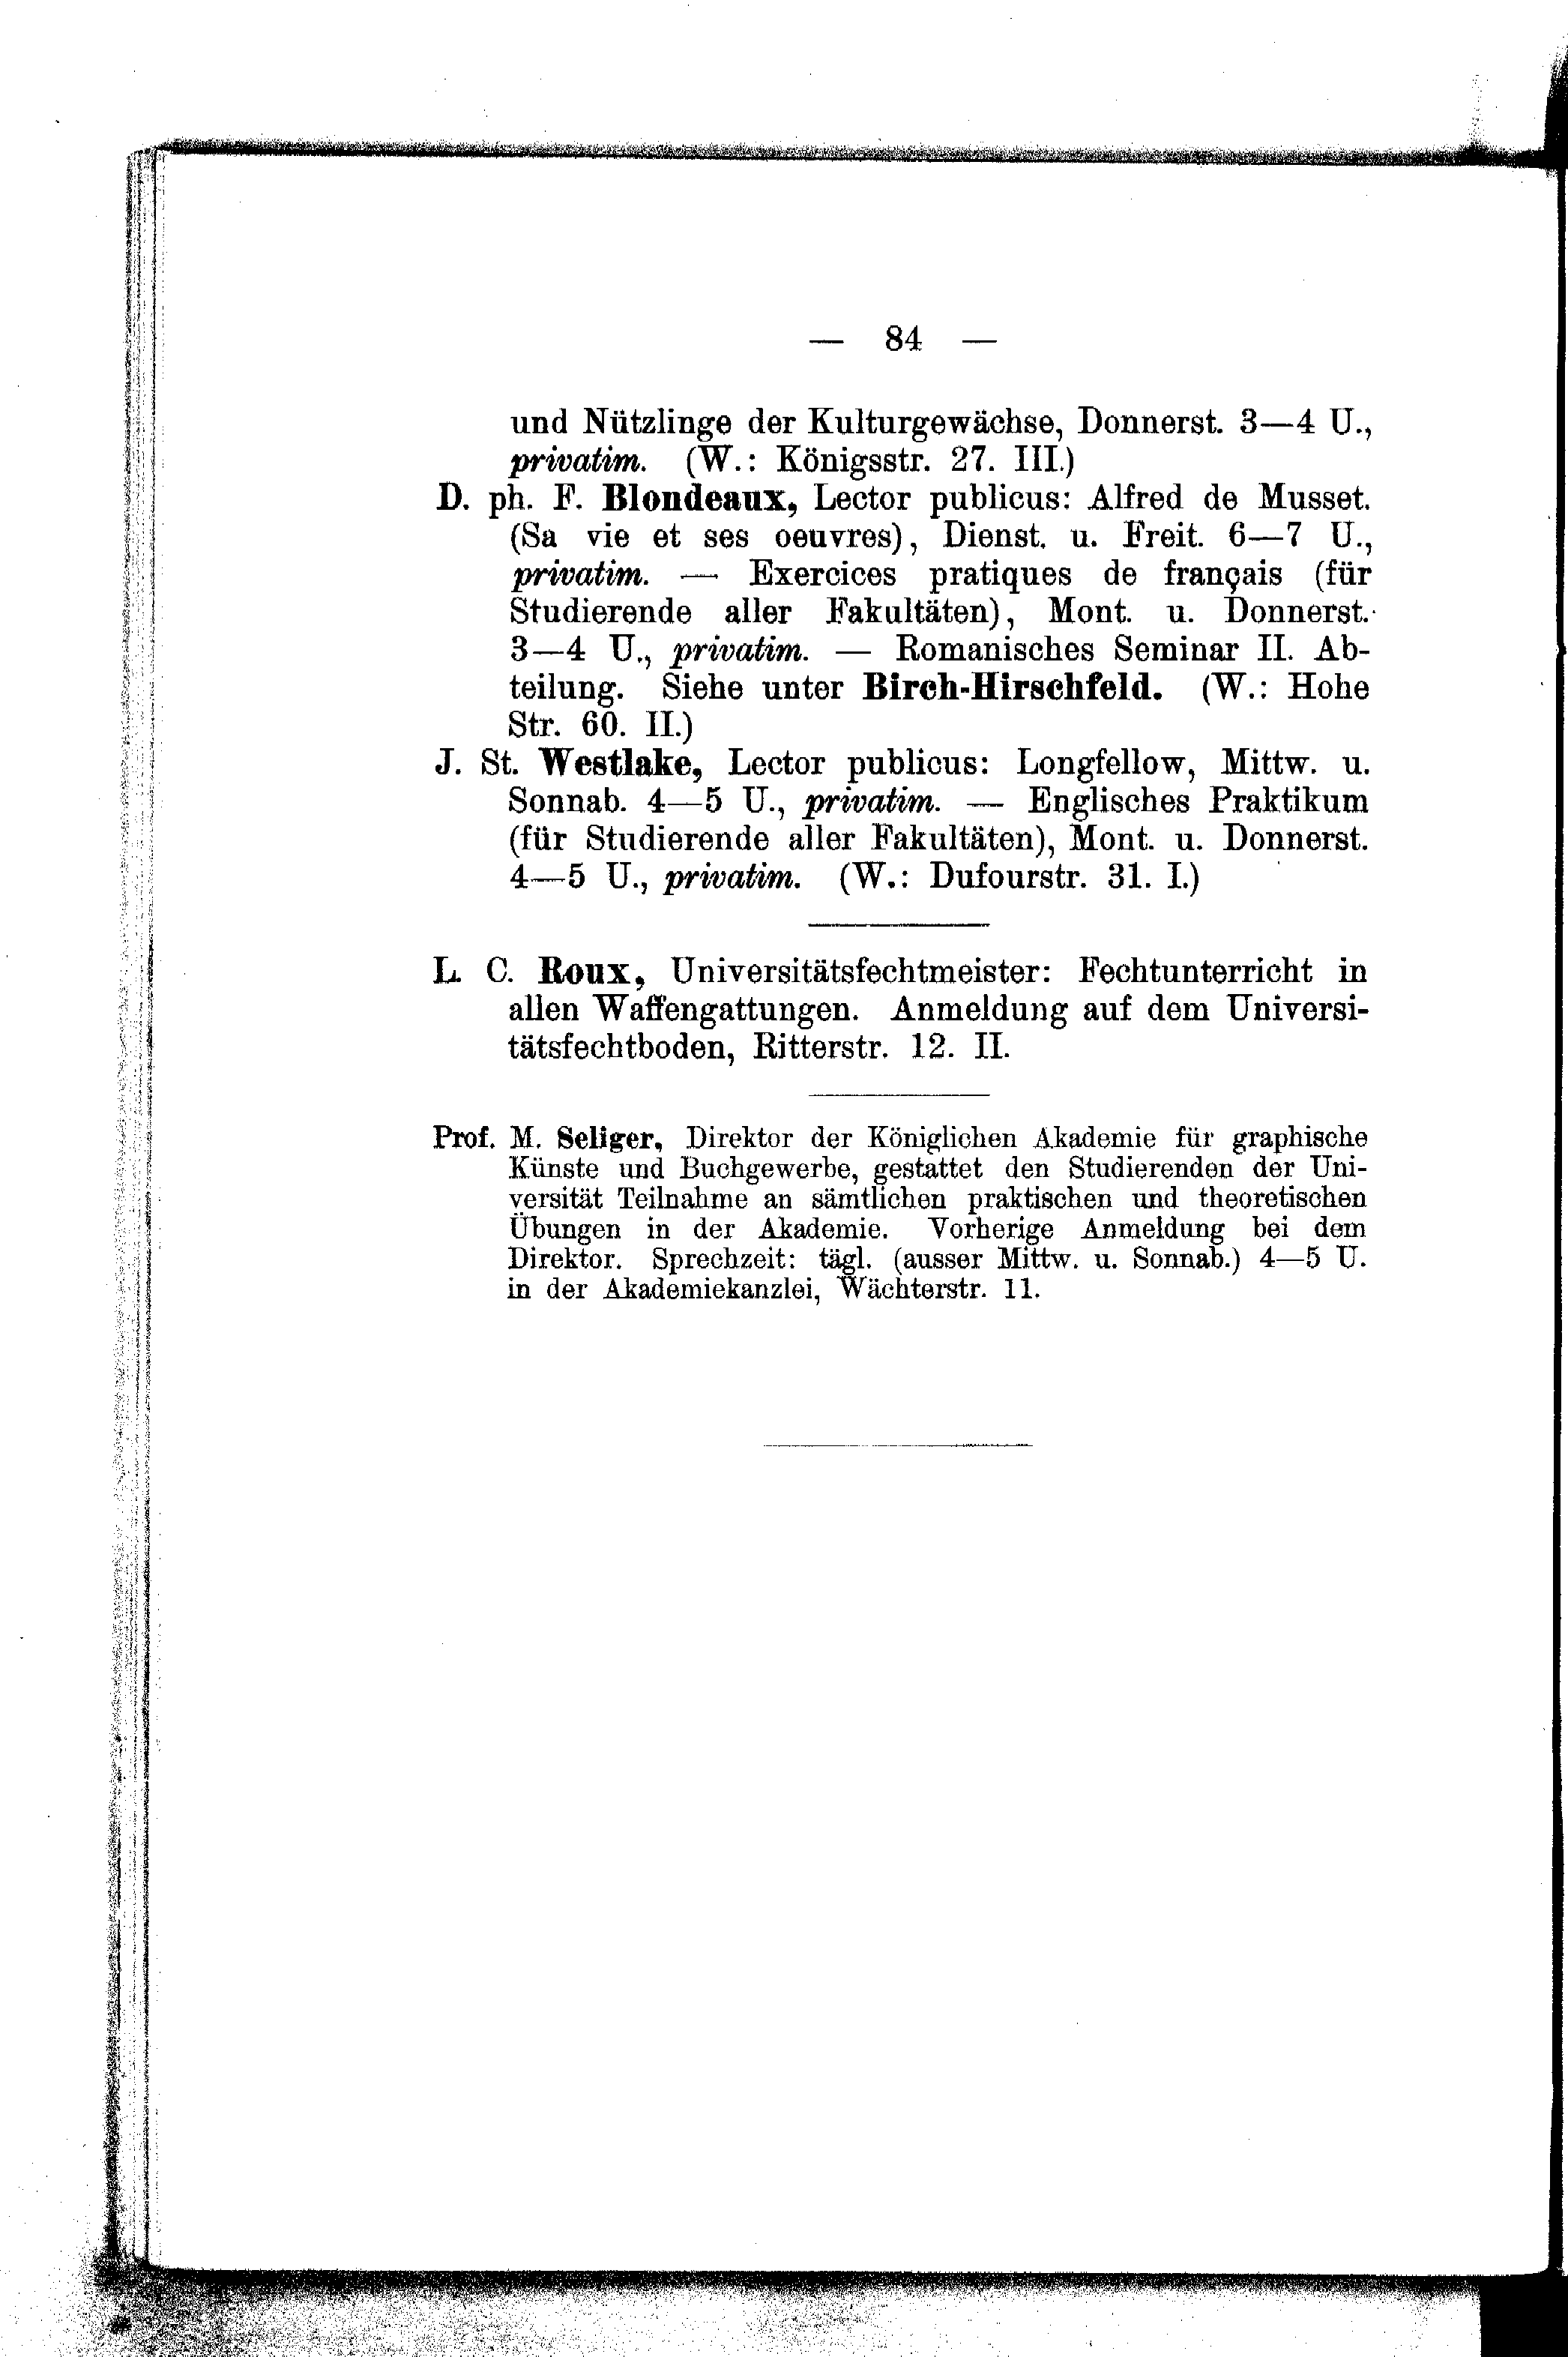 — 84 —
und Nützlinge der Kulturgewächse, Donnerst. 3—4 U.,
privatim. (W.: Königsstr. 27. III.)
D. ph. F. Blondeaux, Lector publicus: Alfred de Musset.
(Sa vie et ses oeuvres), Dienst. u. Freit. 6—7 U.,
privatim. — Exercices pratiques de français (für
Studierende aller Fakultäten), Mont. u. Donnerst.
3—4 U., privatim. — Romanisches Seminar II. Ab-
teilung. Siehe unter Birch-Hirschfeld. (W.: Hohe
Str. 60. II.)
J. St. Westlake, Lector publicus: Longfellow, Mittw. u.
Sonnab. 4—5 U., privatim. — Englisches Praktikum
(für Studierende aller Fakultäten), Mont. u. Donnerst.
4—5 U., privatim. (W.: Dufourstr. 31. I.)
L. C. Roux, Universitätsfechtmeister: Fechtunterricht in
allen Waffengattungen. Anmeldung auf dem Universi-
tätsfechtboden, Ritterstr. 12. II.
Prof. M. Seliger, Direktor der Königlichen Akademie für graphische
Künste und Buchgewerbe, gestattet den Studierenden der Uni-
versität Teilnahme an sämtlichen praktischen und theoretischen
Übungen in der Akademie. Vorherige Anmeldung bei dem
Direktor. Sprechzeit: tägl. (ausser Mittw. u. Sonnab.) 4—5 U.
in der Akademiekanzlei, Wächterstr. 11.